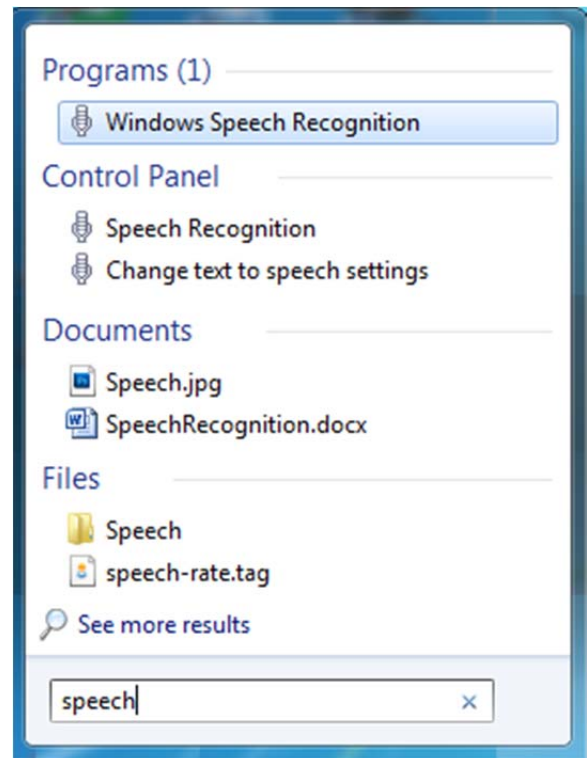 Programs (1)
Windows Speech Recognition
Control Panel
Speech Recognition
Change text to speech settings
Documents
Speech.jpg
SpeechRecognition.docx
Files
Speech
speech-rate.tag
See more results
speech